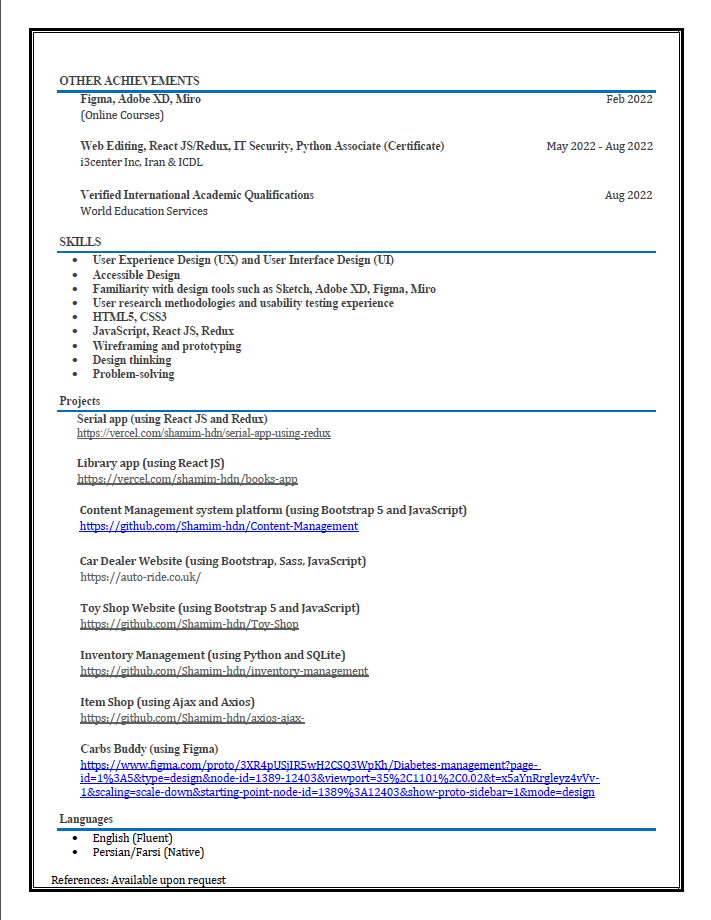 OTHER ACHIEVEMENTS
Figma, Adobe XD, Miro Feb 2022
(Online Courses)
Web Editing, React JS/Redux, IT Security, Python Associate (Certificate) May 2022 - Aug 2022
i3center Inc, Iran & ICDL
Verified International Academic Qualifications Aug 2022
World Education Services
SKILLS
• User Experience Design (UX) and User Interface Design (UI)
• Accessible Design
• Familiarity with design tools such as Sketch, Adobe XD, Figma, Miro
• User research methodologies and usability testing experience
• HTML5, CSS3
• JavaScript, React JS, Redux
• Wireframing and prototyping
• Design thinking
• Problem-solving
Projects
Serial app (using React JS and Redux)
https://vercel.com/shamim-hdn/serial-app-using-redux
Library app (using React JS)
https://vercel.com/shamim-hdn/books-app
Content Management system platform (using Bootstrap 5 and JavaScript)
https://github.com/Shamim-hdn/Content-Management
Car Dealer Website (using Bootstrap, Sass, JavaScript)
https://auto-ride.co.uk/
Toy Shop Website (using Bootstrap 5 and JavaScript)
https://github.com/Shamim-hdn/Toy-Shop
Inventory Management (using Python and SQLite)
https://github.com/Shamim-hdn/inventory-management
Item Shop (using Ajax and Axios)
https://github.com/Shamim-hdn/axios-ajax-
Carbs Buddy (using Figma)
https://www.figma.com/proto/3XR4pUSjIR5wH2CSQ3WpKh/Diabetes-management?page-
id=1%3A5&type=design&node-id=1389-12403&viewport=35%2C1101%2C0.02&t=x5aYnRrgleyz4vVv-
1&scaling=scale-down&starting-point-node-id=1389%3A12403&show-proto-sidebar=1&mode=design
Languages
• English (Fluent)
• Persian/Farsi (Native)
References: Available upon request